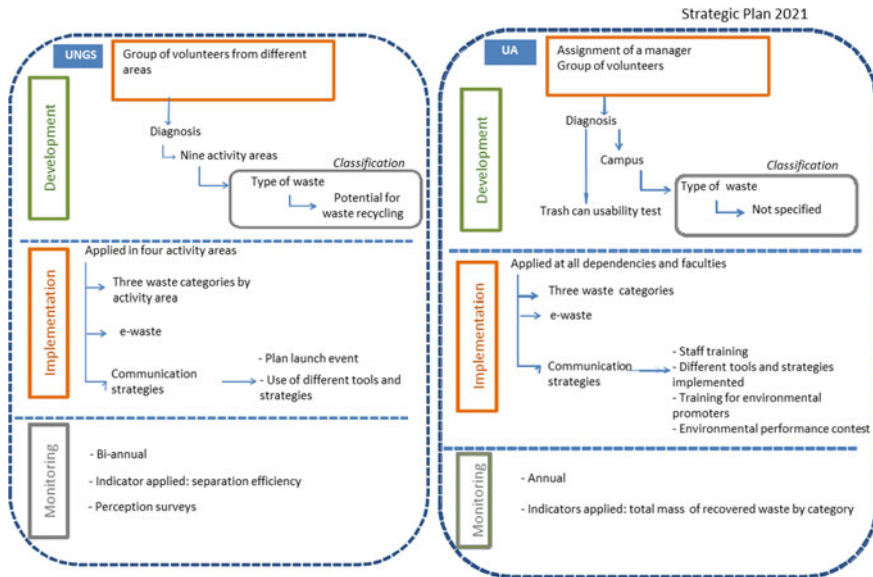 Strategic Plan 2021
UNGS
Group of volunteers from different
areas
Development
Diagnosis
Nine activity areas
Classification
Type of waste
Potential for
waste recycling
Implementation
Applied in four activity areas
Three waste categories by
activity area
e-waste
Communication
strategies
- Plan launch event
- Use of different tools and
strategies
Monitoring
- Bi-annual
- Indicator applied: separation efficiency
- Perception surveys
UA
Assignment of a manager
Group of volunteers
Development
Diagnosis
Campus
Classification
Type of waste
Not specified
Trash can usability test
Implementation
Applied at all dependencies and faculties
Three waste categories
e-waste
Communication
strategies
- Staff training
- Different tools and strategies
implemented
- Training for environmental
promoters
- Environmental performance contest
Monitoring
- Annual
- Indicators applied: total mass of recovered waste by category